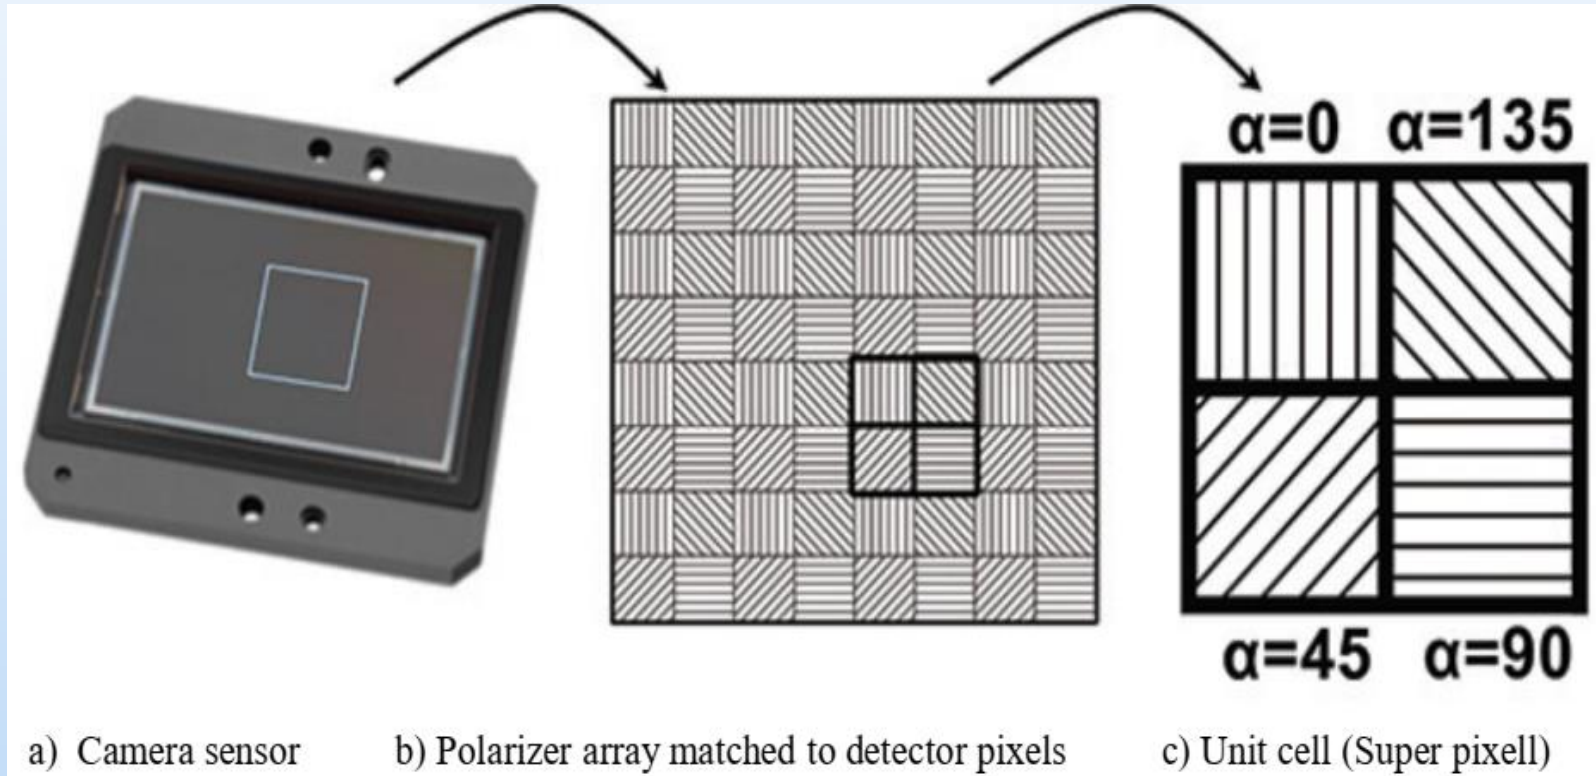 α=0 α=135
α=45 α=90
a) Camera sensor b) Polarizer array matched to detector pixels c) Unit cell (Super pixell)